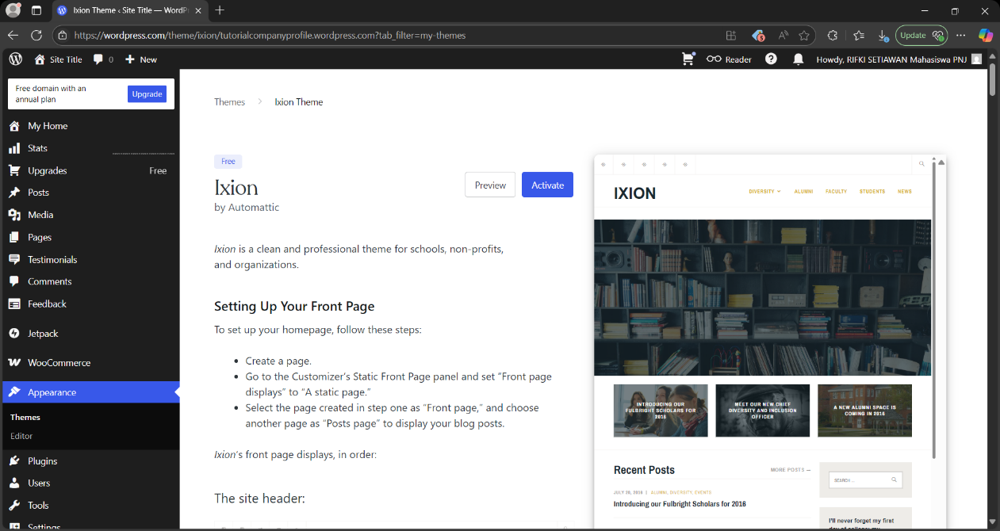 Ixion Theme ‹ Site Title — WordPr
https://wordpress.com/theme/ixion/tutorialcompanyprofile.wordpress.com?tab_filter=my-themes
5
Update
Site Title
0
New
Reader
Howdy, RIFKI SETIAWAN Mahasiswa PNJ
Free domain with an
annual plan
Upgrade
My Home
Stats
Upgrades
Free
Posts
Media
Pages
Testimonials
Comments
Feedback
Jetpack
WooCommerce
Appearance
Themes
Editor
Plugins
Users
Tools
Settings
Themes
Ixion Theme
Free
Ixion
by Automattic
Preview
Activate
Ixion is a clean and professional theme for schools, non-profits,
and organizations.
Setting Up Your Front Page
To set up your homepage, follow these steps:
Create a page.
Go to the Customizer’s Static Front Page panel and set “Front page
displays” to “A static page.”
Select the page created in step one as “Front page,” and choose
another page as “Posts page” to display your blog posts.
Ixion’s front page displays, in order:
The site header:
IXION
DIVERSITY
ALUMNI
FACULTY
STUDENTS
NEWS
INTRODUCING OUR
FULBRIGHT SCHOLARS FOR
2016
MEET OUR NEW CHIEF
DIVERSITY AND INCLUSION
OFFICER
A NEW ALUMNI SPACE IS
COMING IN 2016
Recent Posts
MORE POSTS —
JULY 20, 2016 | ALUMNI, DIVERSITY, EVENTS
Introducing our Fulbright Scholars for 2016
SEARCH ...
I'll never forget my first
day of college: my